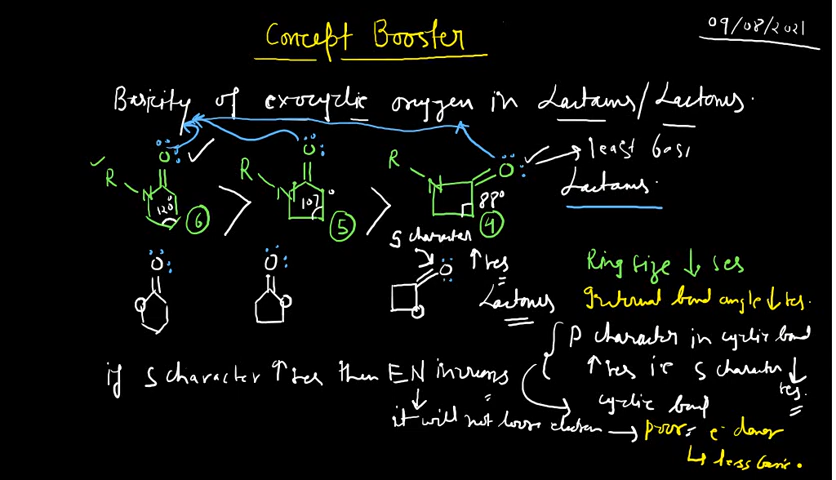 Concept Booster
09/08/2021
Basicity of exocyclic oxygen in Lactams/Lactones.
least basi
Lactams
R N O 120° 6 > R N O 107° 5 > R N O 88° 4
S character ↑ses
O O O
O O O
Lactones
Ring size ↓ ses
Internal bond angle ↓ses.
P character in cyclic bond
↑ses ie S character ↓ses.
cyclic bond
if S character ↑ses then EN increases
it will not loose electron → poor e⁻ donor
↳ less basic.